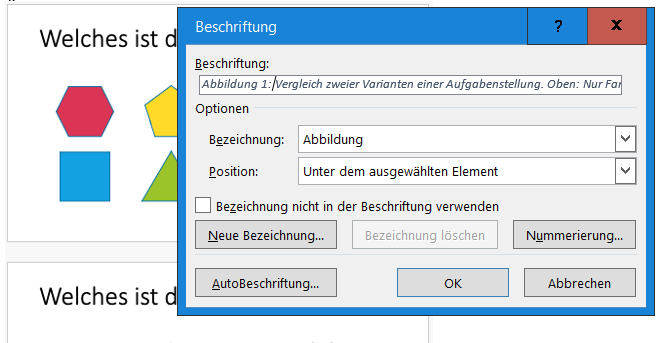 Welches ist d
Beschriftung
?
x
Beschriftung:
Abbildung 1: Vergleich zweier Varianten einer Aufgabenstellung. Oben: Nur Far
Optionen
Bezeichnung:
Abbildung
Position:
Unter dem ausgewählten Element
Bezeichnung nicht in der Beschriftung verwenden
Neue Bezeichnung...
Bezeichnung löschen
Nummerierung...
AutoBeschriftung...
OK
Abbrechen
Welches ist d